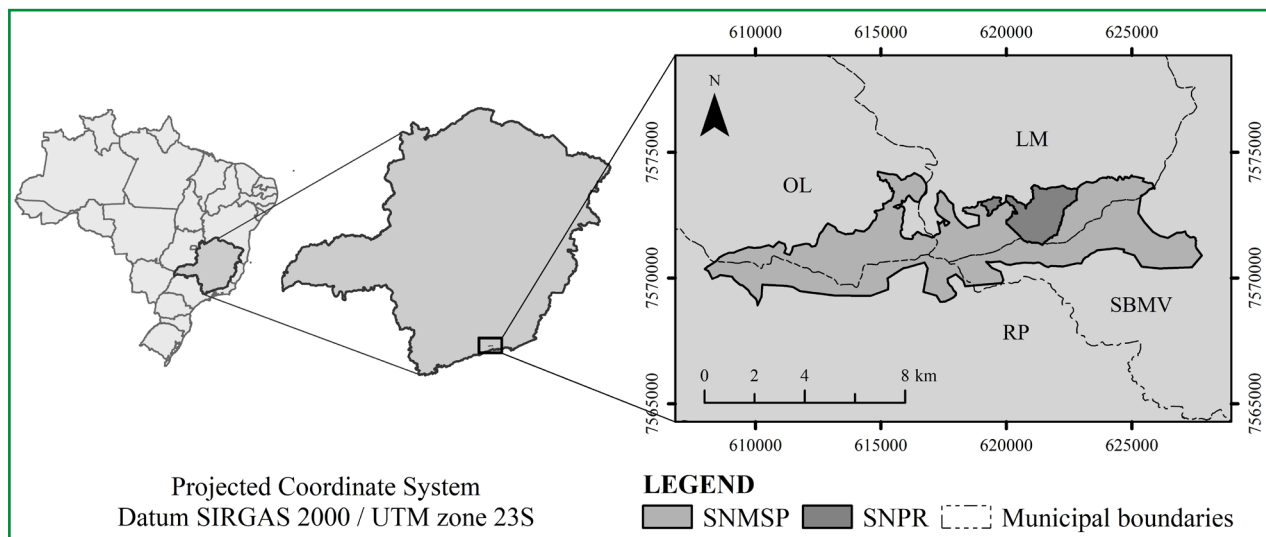 610000 615000 620000 625000
N
LM
OL
SBMV
RP
7575000
7570000
7565000
7575000
7570000
7565000
0 2 4 8 km
610000 615000 620000 625000
Projected Coordinate System
Datum SIRGAS 2000 / UTM zone 23S
LEGEND
SNMSP SNPR Municipal boundaries